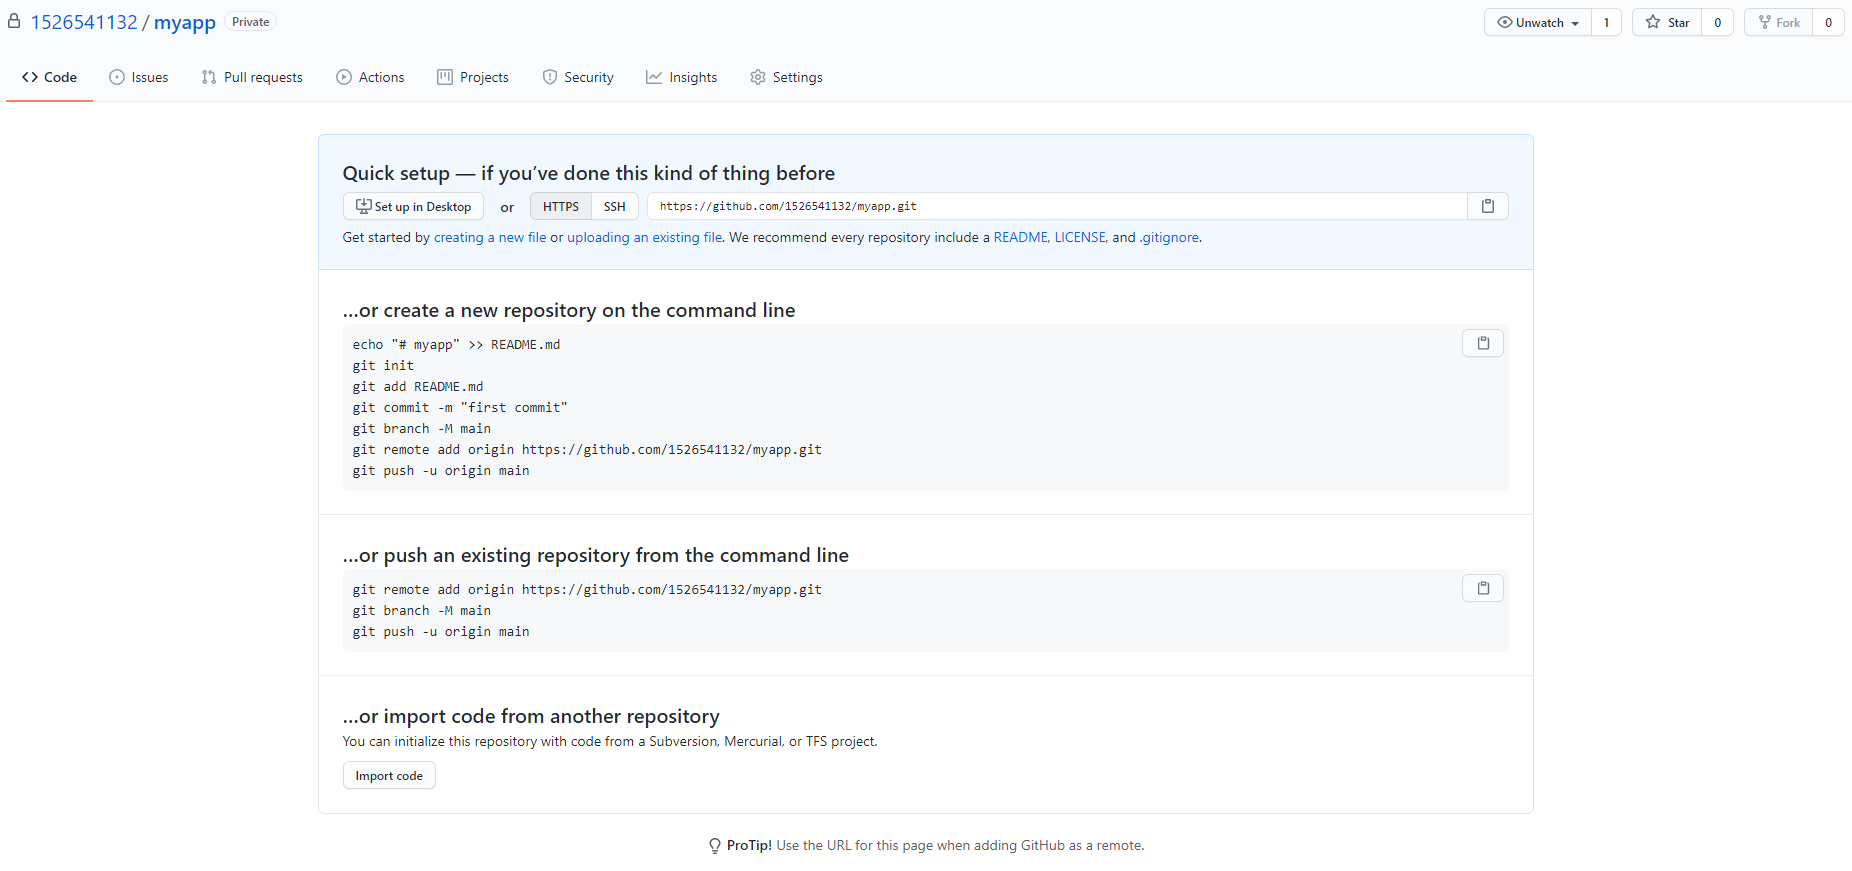 1526541132 / myapp Private
Unwatch 1 Star 0 Fork 0
Code Issues Pull requests Actions Projects Security Insights Settings
Quick setup — if you’ve done this kind of thing before
Set up in Desktop or HTTPS SSH https://github.com/1526541132/myapp.git
Get started by creating a new file or uploading an existing file. We recommend every repository include a README, LICENSE, and .gitignore.
…or create a new repository on the command line
echo "# myapp" >> README.md
git init
git add README.md
git commit -m "first commit"
git branch -M main
git remote add origin https://github.com/1526541132/myapp.git
git push -u origin main
…or push an existing repository from the command line
git remote add origin https://github.com/1526541132/myapp.git
git branch -M main
git push -u origin main
…or import code from another repository
You can initialize this repository with code from a Subversion, Mercurial, or TFS project.
Import code
ProTip! Use the URL for this page when adding GitHub as a remote.